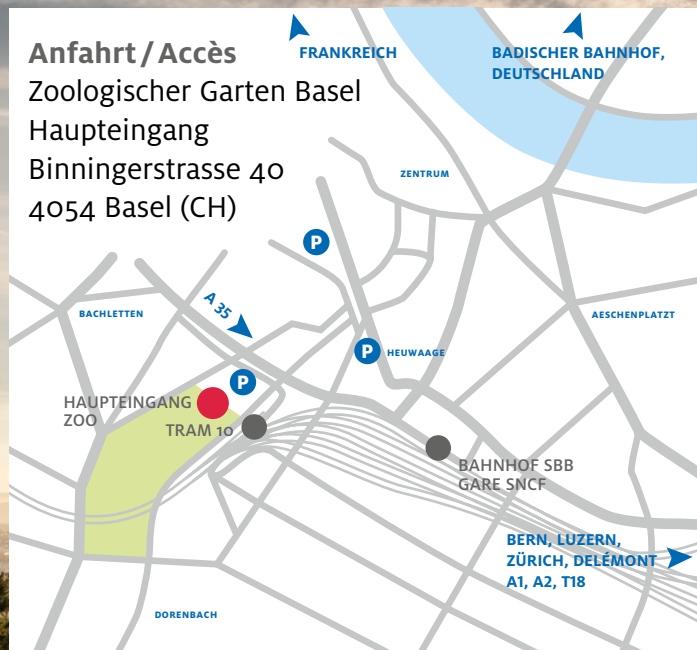 Anfahrt / Accès
Zoologischer Garten Basel
Haupteingang
Binningerstrasse 40
4054 Basel (CH)
FRANKREICH
BADISCHER BAHNHOF,
DEUTSCHLAND
ZENTRUM
P
A 35
BACHLETTEN
AESCHENPLATZT
P
HEUWAAGE
P
HAUPTEINGANG
ZOO
TRAM 10
BAHNHOF SBB
GARE SNCF
BERN, LUZERN,
ZÜRICH, DELÉMONT
A1, A2, T18
DORENBACH